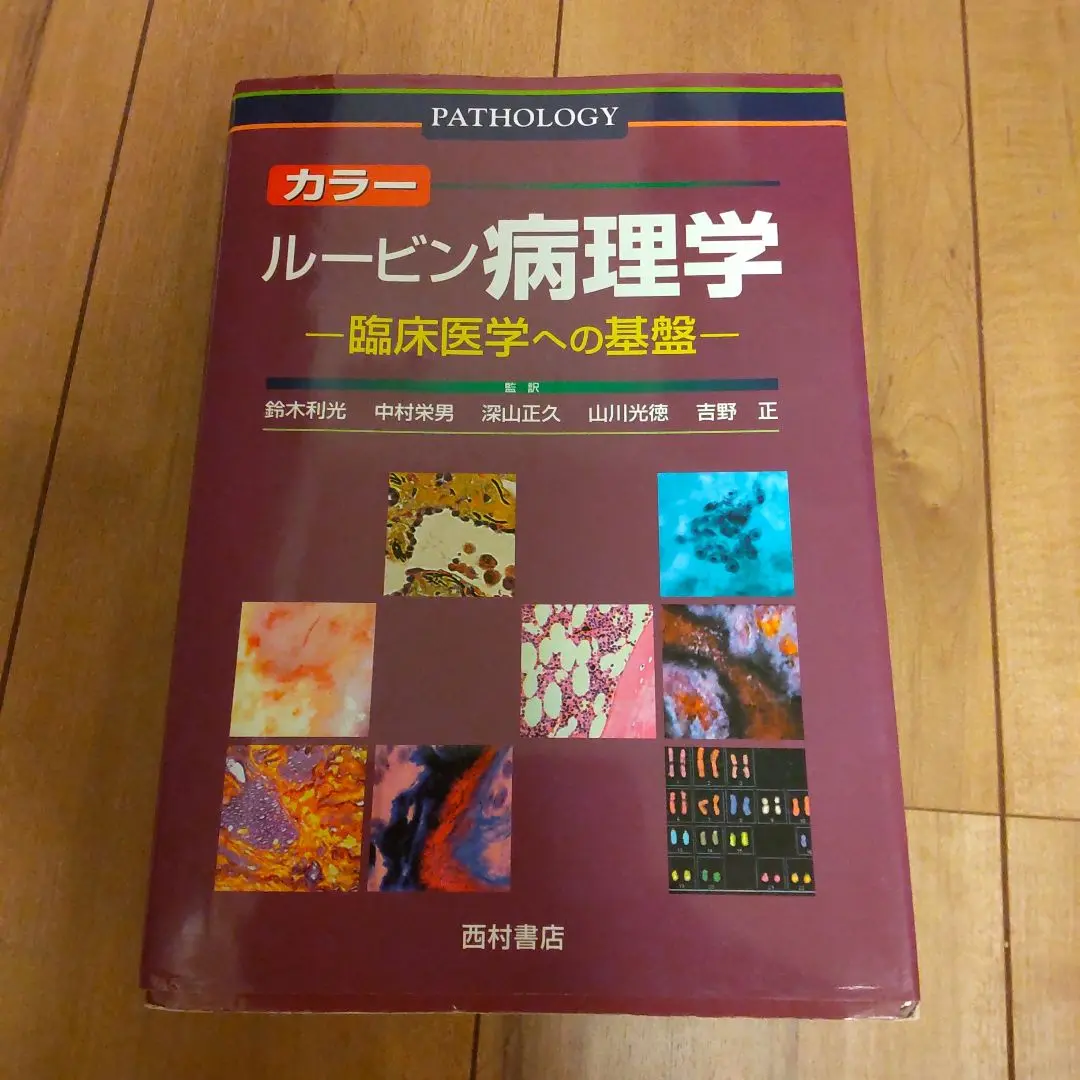 PATHOLOGY
カラー
ルービン病理学
―臨床医学への基盤―
監訳
鈴木利光 中村栄男 深山正久 山川光徳 吉野 正
西村書店